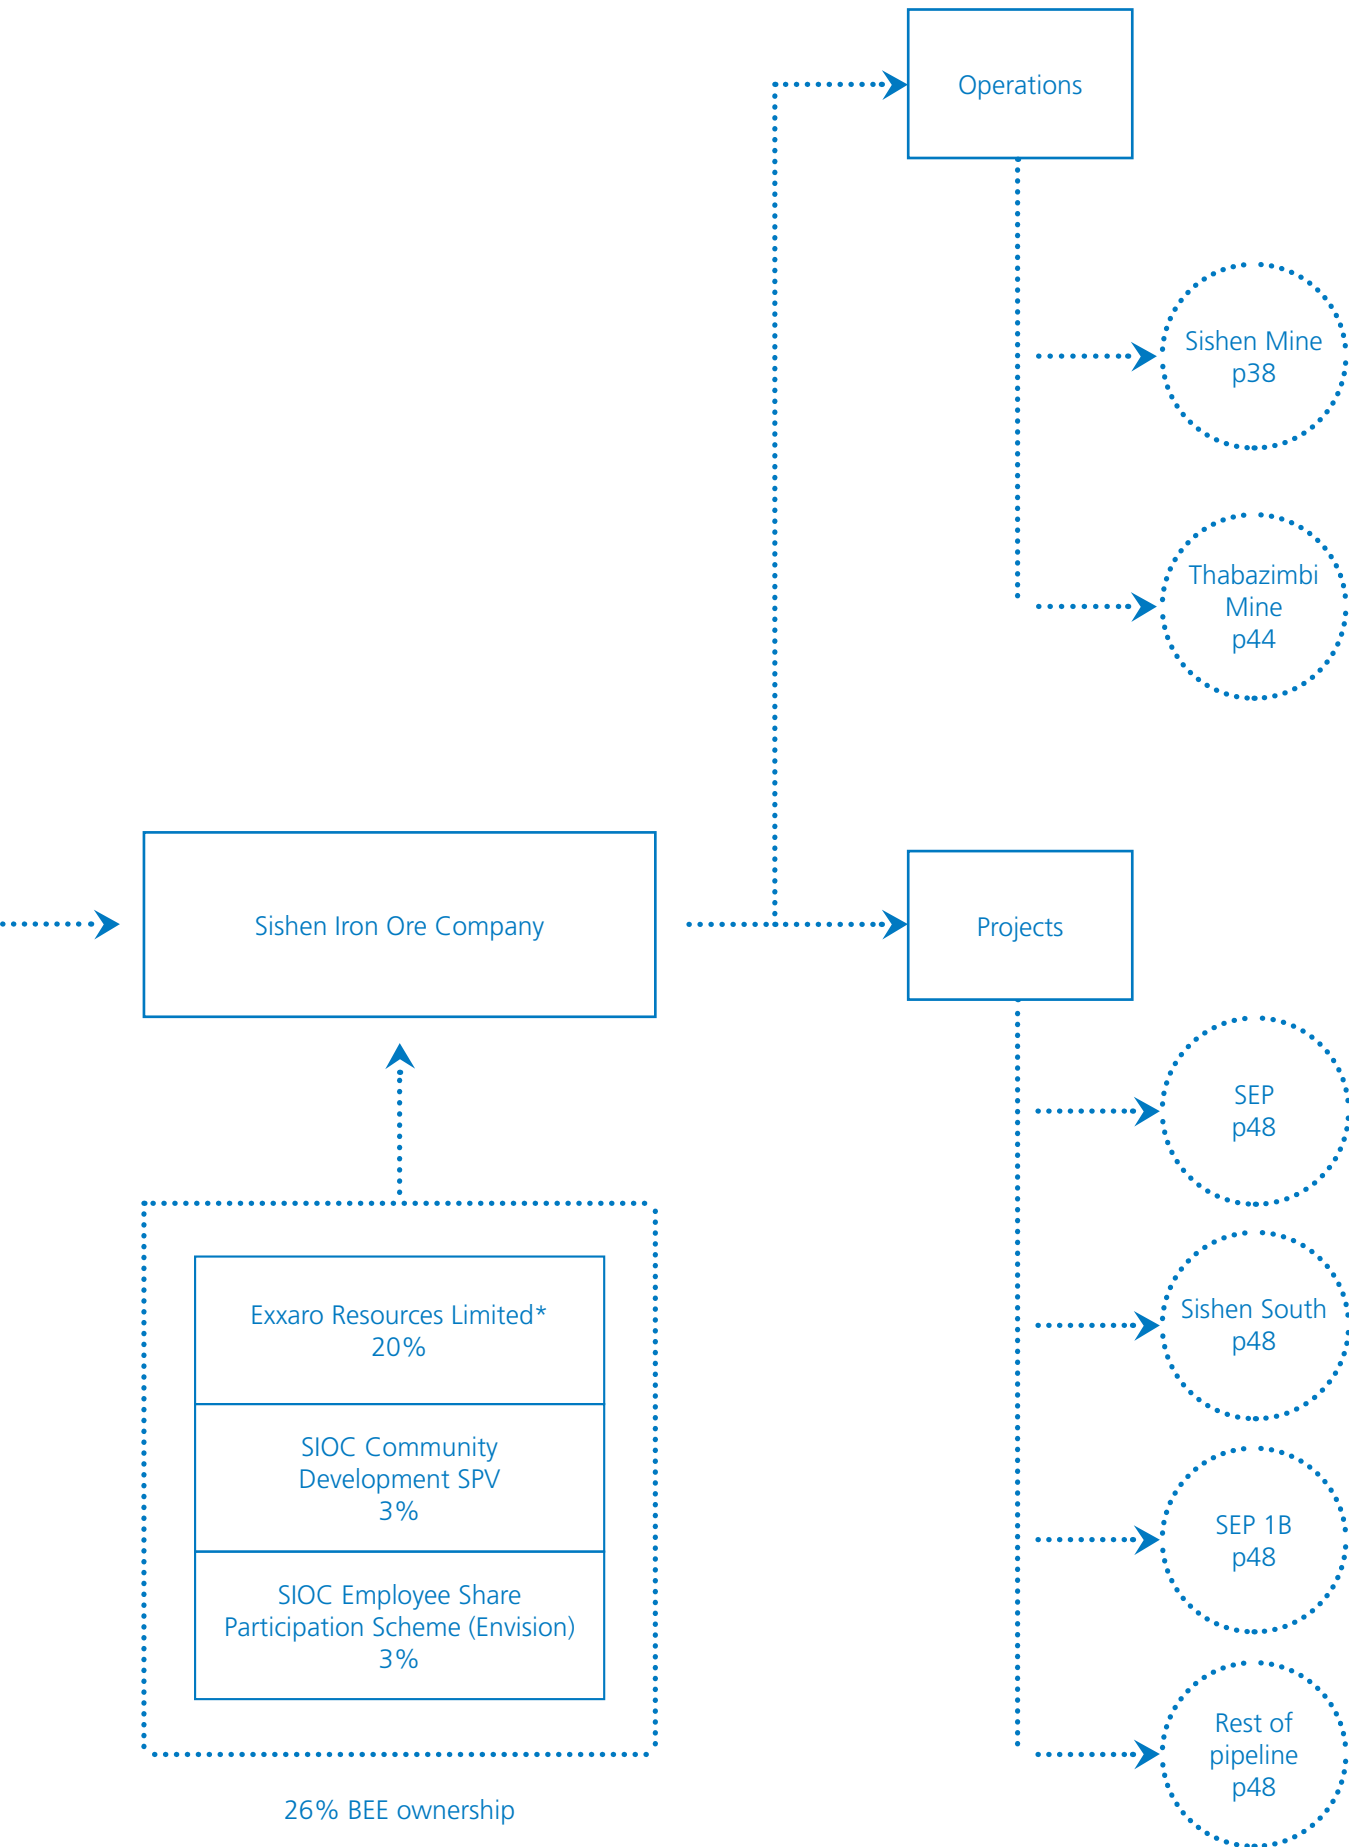 Operations
Sishen Mine
p38
Thabazimbi
Mine
p44
Sishen Iron Ore Company
Projects
SEP
p48
Sishen South
p48
SEP 1B
p48
Rest of
pipeline
p48
Exxaro Resources Limited*
20%
SIOC Community
Development SPV
3%
SIOC Employee Share
Participation Scheme (Envision)
3%
26% BEE ownership